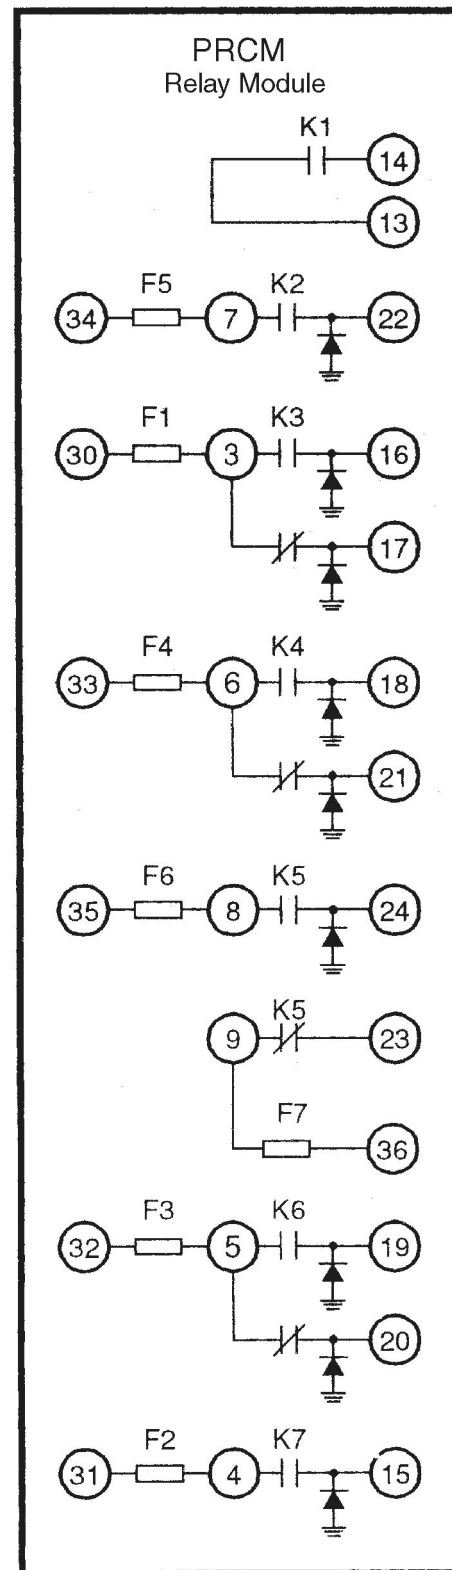 PRCM
Relay Module
K1
14
13
F5 K2
34 7 22
F1 K3
30 3 16
17
F4 K4
33 6 18
21
F6 K5
35 8 24
K5
9 23
F7
36
F3 K6
32 5 19
20
F2 K7
31 4 15